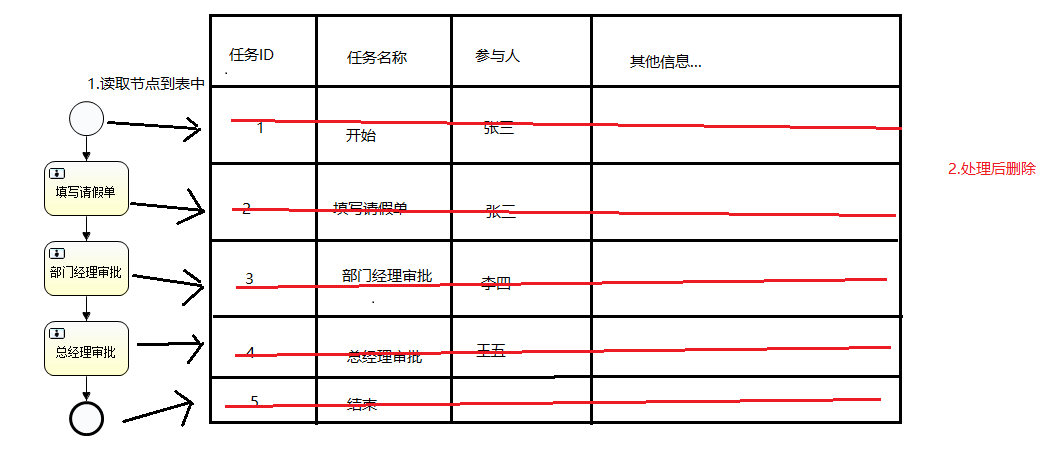 任务ID
任务名称
参与人
其他信息...
1.读取节点到表中
1
开始
张三
2.处理后删除
填写请假单
2
填写请假单
张三
部门经理审批
3
部门经理审批
李四
总经理审批
4
总经理审批
王五
5
结束